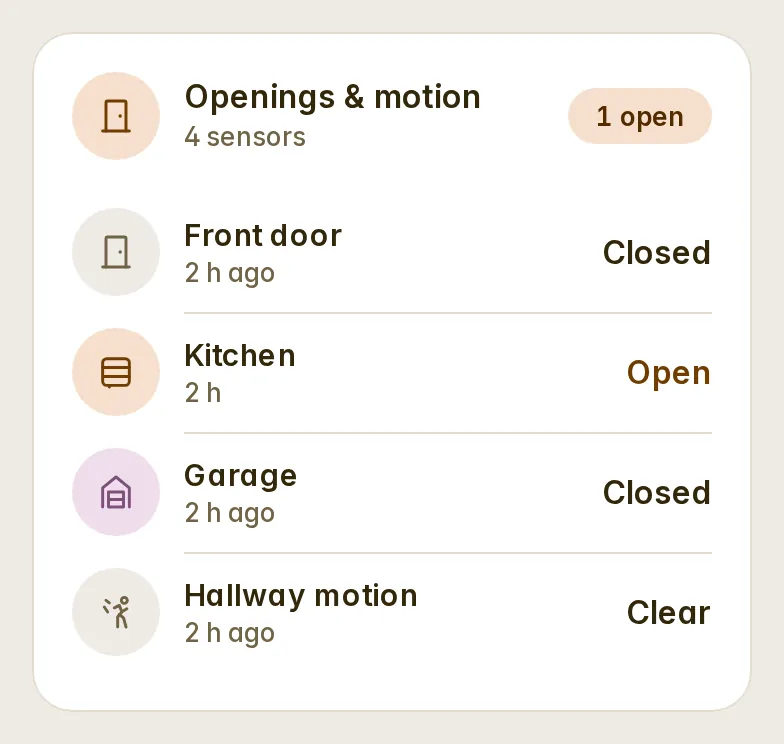 Openings & motion
4 sensors
1 open
Front door
2 h ago
Closed
Kitchen
2 h
Open
Garage
2 h ago
Closed
Hallway motion
2 h ago
Clear